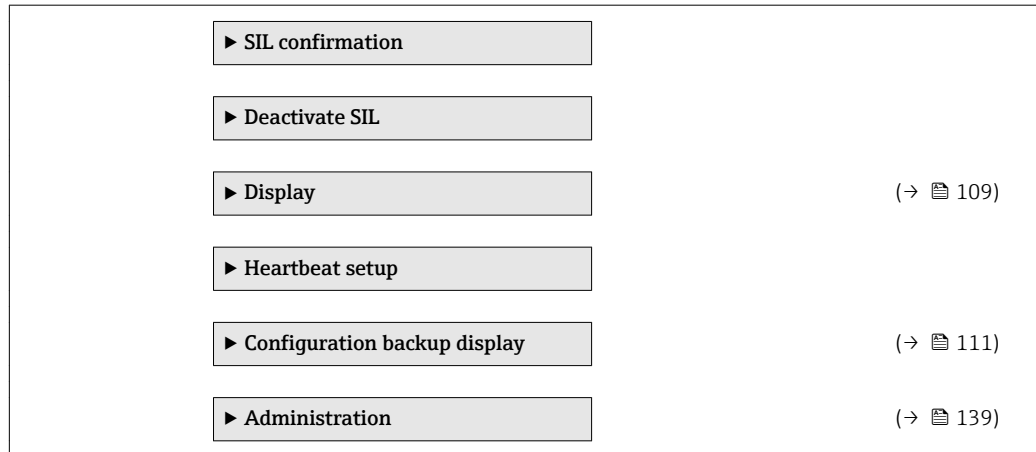 ▶ SIL confirmation
▶ Deactivate SIL
▶ Display (→ 109)
▶ Heartbeat setup
▶ Configuration backup display (→ 111)
▶ Administration (→ 139)